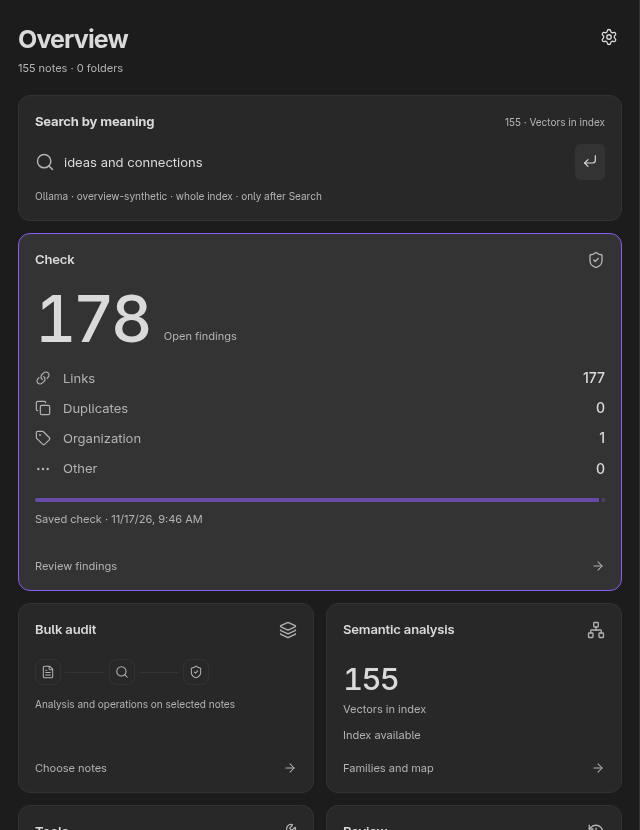 Overview
155 notes · 0 folders
Search by meaning
155 · Vectors in index
ideas and connections
Ollama · overview-synthetic · whole index · only after Search
Check
178 Open findings
Links 177
Duplicates 0
Organization 1
Other 0
Saved check · 11/17/26, 9:46 AM
Review findings
Bulk audit
Analysis and operations on selected notes
Choose notes
Semantic analysis
155
Vectors in index
Index available
Families and map
Tools
Review